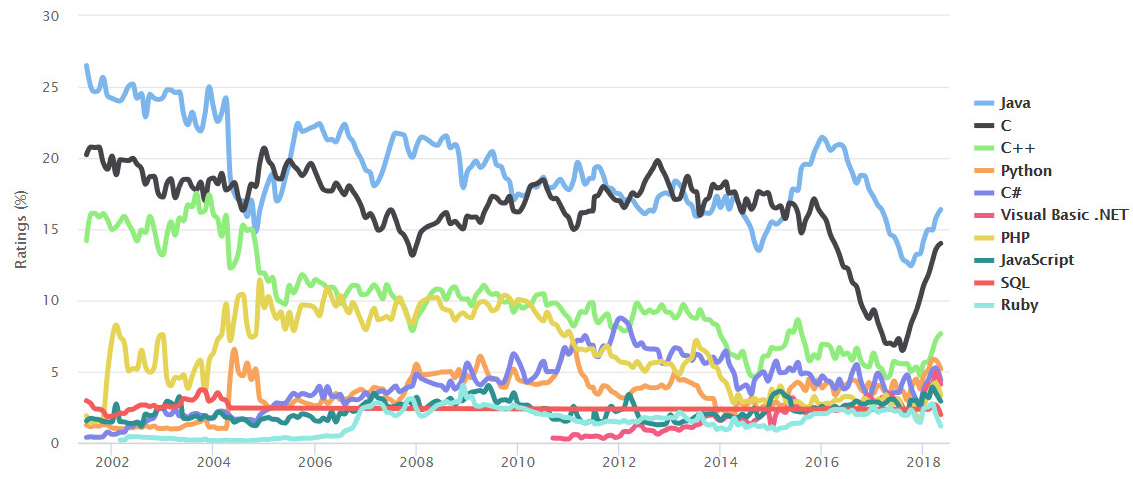 30
25
20
15
10
5
0
Ratings (%)
2002 2004 2006 2008 2010 2012 2014 2016 2018
Java
C
C++
Python
C#
Visual Basic .NET
PHP
JavaScript
SQL
Ruby